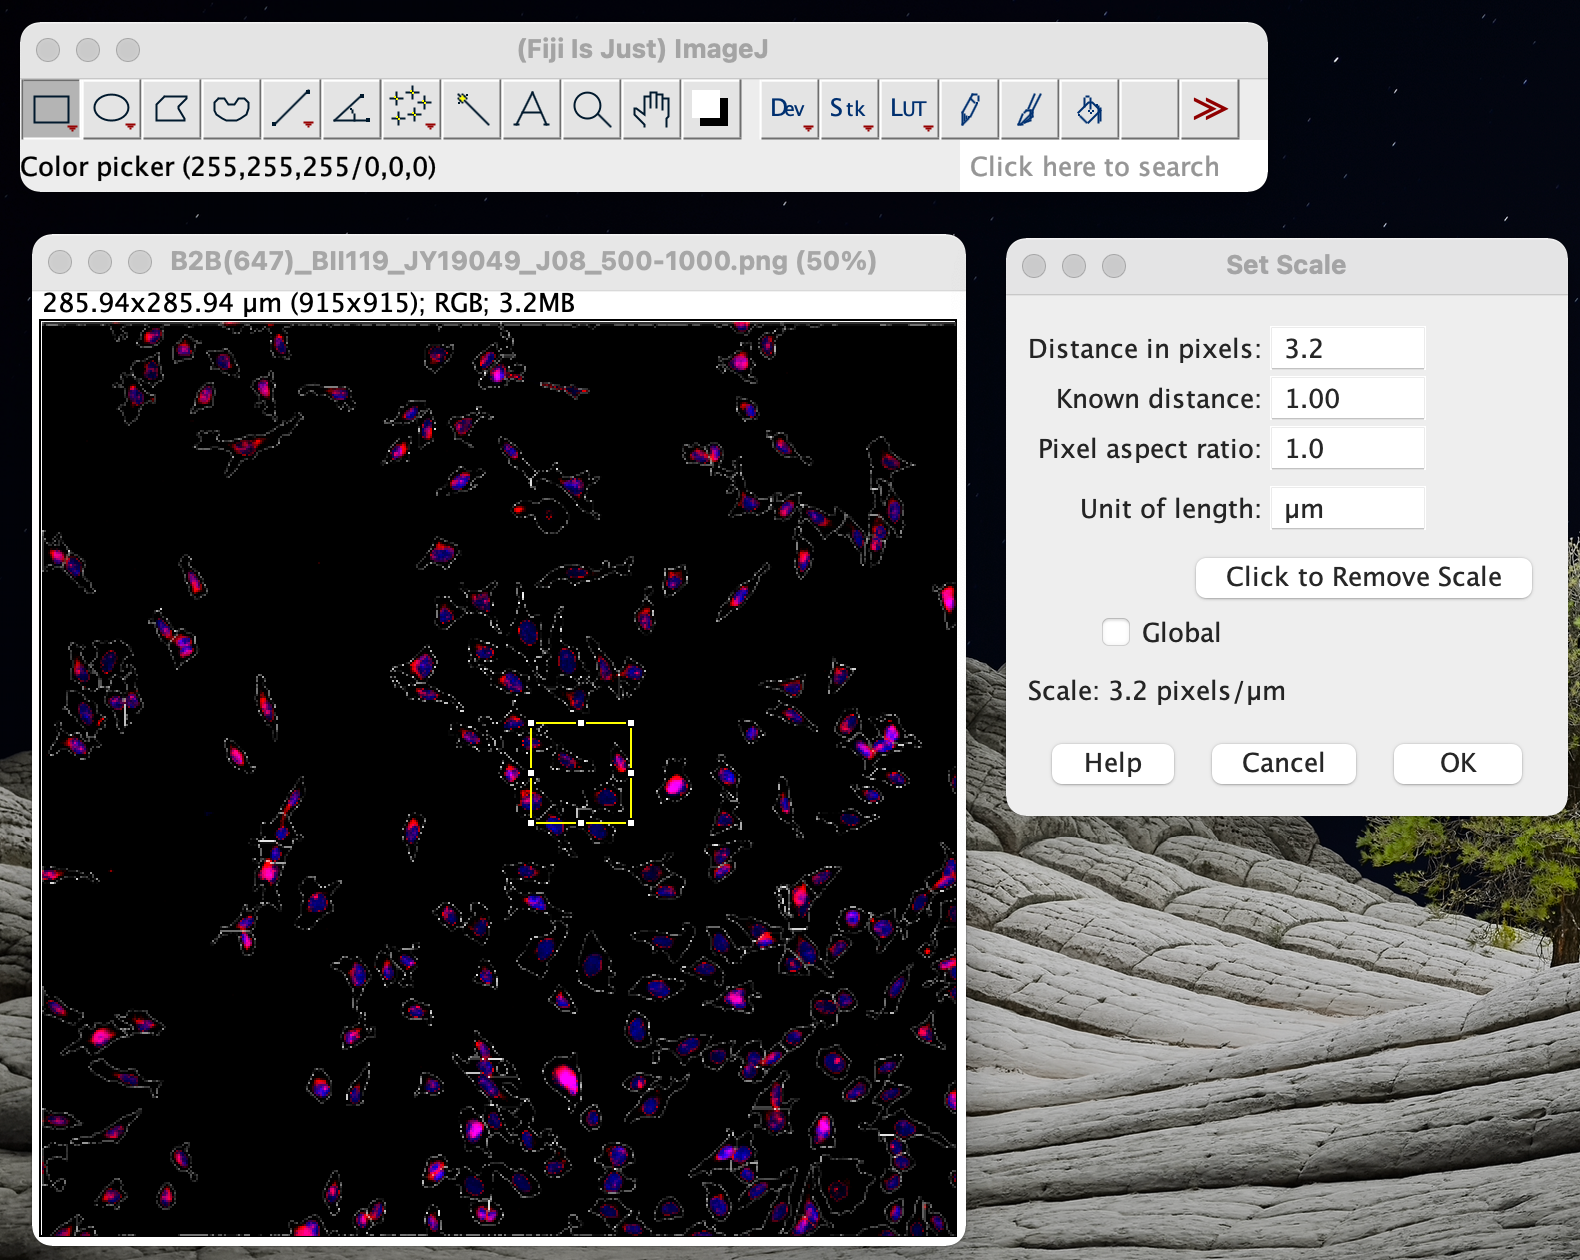 (Fiji Is Just) ImageJ
Dev Stk LUT
Color picker (255,255,255/0,0,0)
Click here to search
B2B(647)_BII119_JY19049_J08_500-1000.png (50%)
285.94x285.94 µm (915x915); RGB; 3.2MB
Set Scale
Distance in pixels: 3.2
Known distance: 1.00
Pixel aspect ratio: 1.0
Unit of length: µm
Click to Remove Scale
Global
Scale: 3.2 pixels/µm
Help Cancel OK